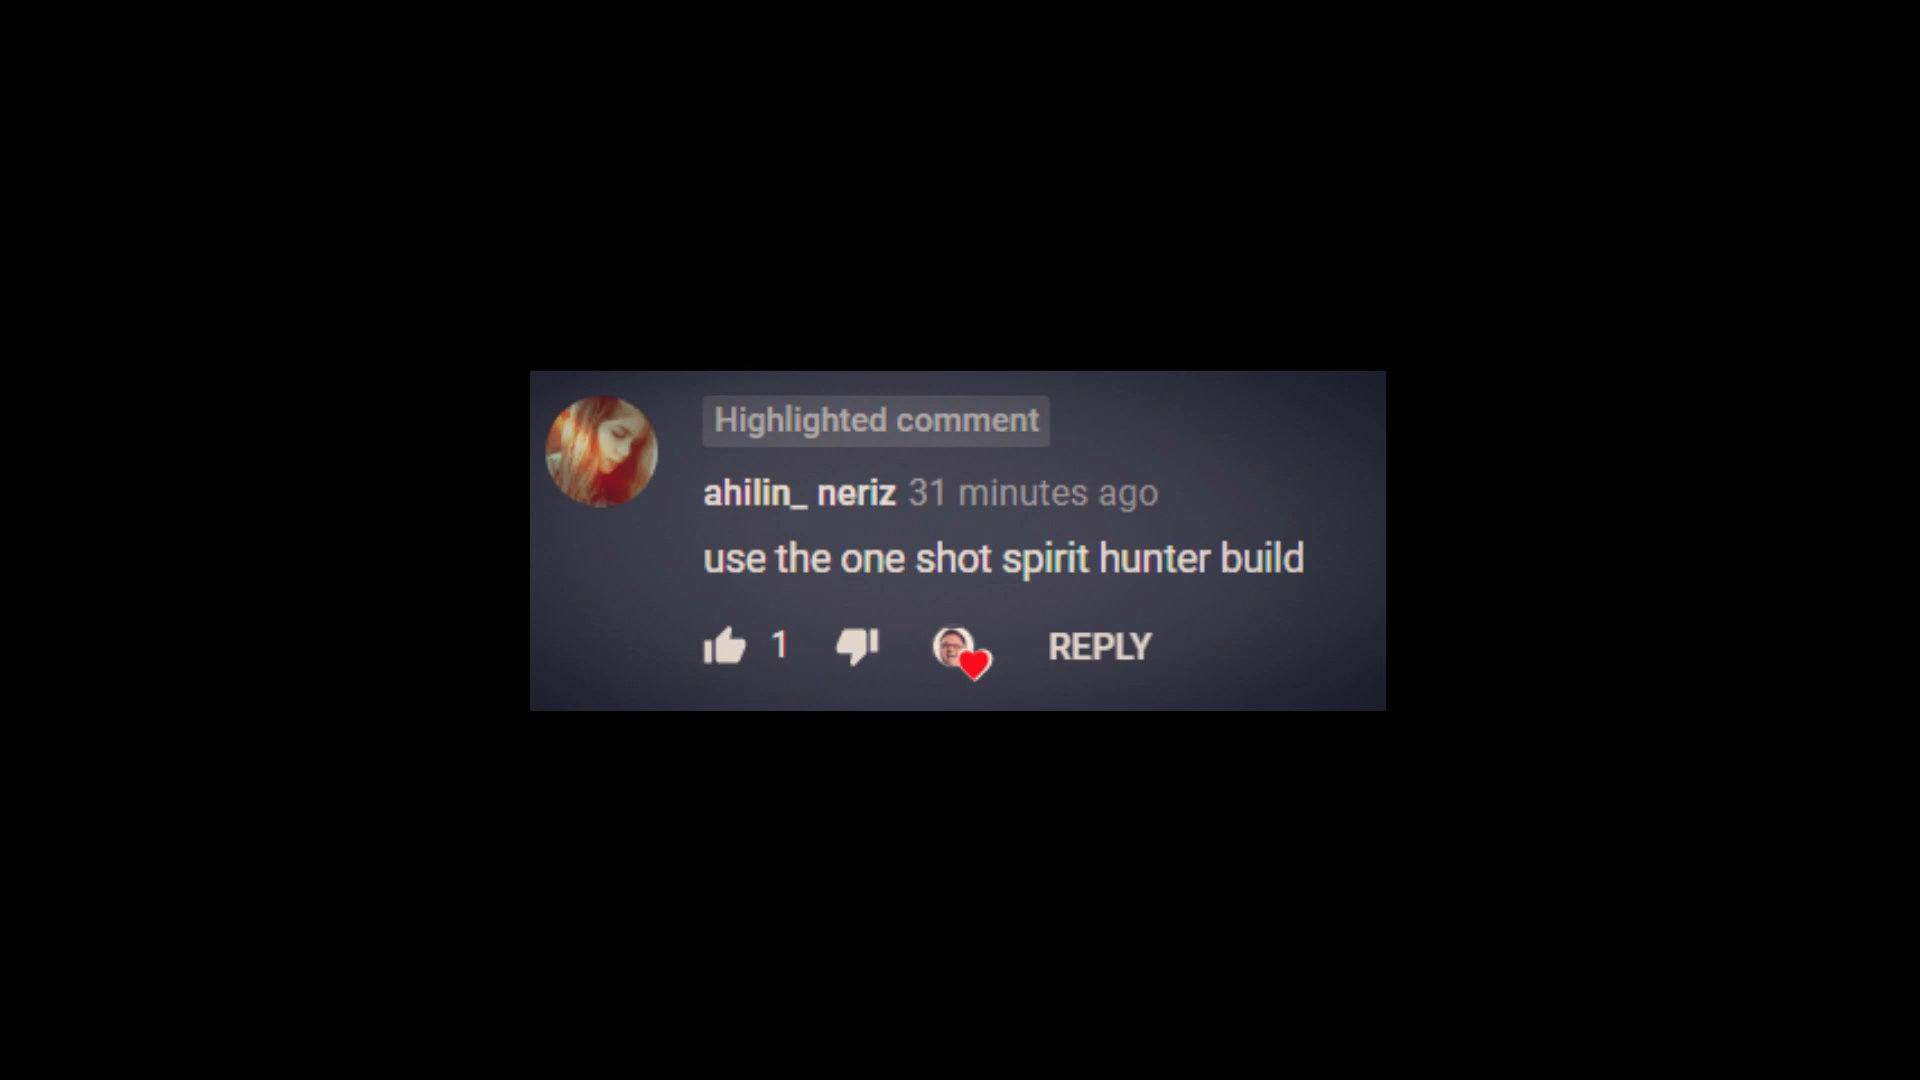 Highlighted comment
ahilin_ neriz 31 minutes ago
use the one shot spirit hunter build
1 REPLY